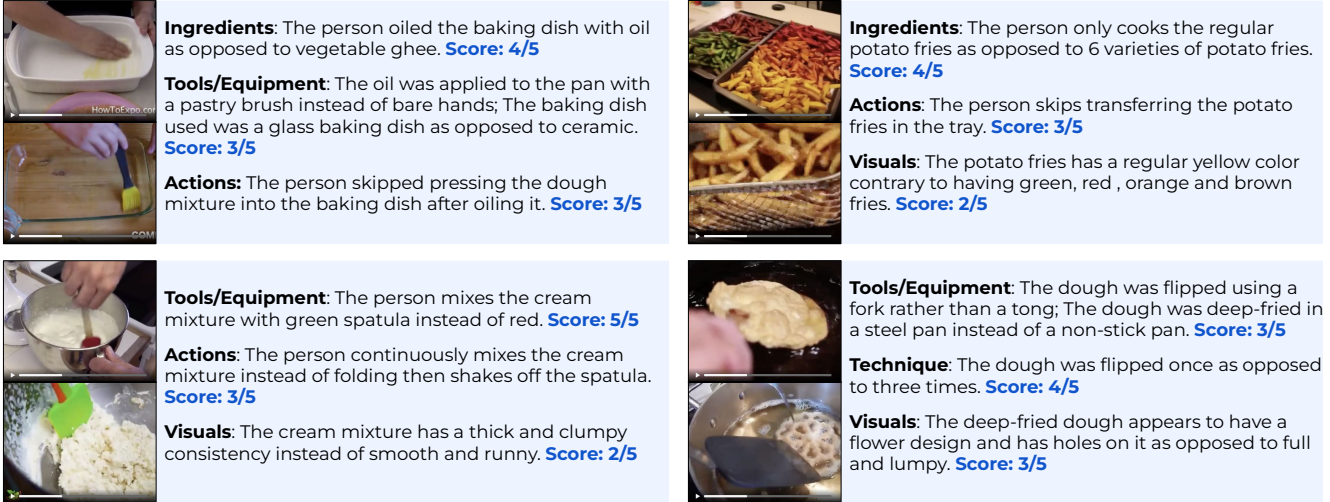 Ingredients: The person oiled the baking dish with oil
as opposed to vegetable ghee. Score: 4/5
Tools/Equipment: The oil was applied to the pan with
a pastry brush instead of bare hands; The baking dish
used was a glass baking dish as opposed to ceramic.
Score: 3/5
Actions: The person skipped pressing the dough
mixture into the baking dish after oiling it. Score: 3/5
HowToExpo.com
COM
Ingredients: The person only cooks the regular
potato fries as opposed to 6 varieties of potato fries.
Score: 4/5
Actions: The person skips transferring the potato
fries in the tray. Score: 3/5
Visuals: The potato fries has a regular yellow color
contrary to having green, red , orange and brown
fries. Score: 2/5
Tools/Equipment: The person mixes the cream
mixture with green spatula instead of red. Score: 5/5
Actions: The person continuously mixes the cream
mixture instead of folding then shakes off the spatula.
Score: 3/5
Visuals: The cream mixture has a thick and clumpy
consistency instead of smooth and runny. Score: 2/5
Tools/Equipment: The dough was flipped using a
fork rather than a tong; The dough was deep-fried in
a steel pan instead of a non-stick pan. Score: 3/5
Technique: The dough was flipped once as opposed
to three times. Score: 4/5
Visuals: The deep-fried dough appears to have a
flower design and has holes on it as opposed to full
and lumpy. Score: 3/5